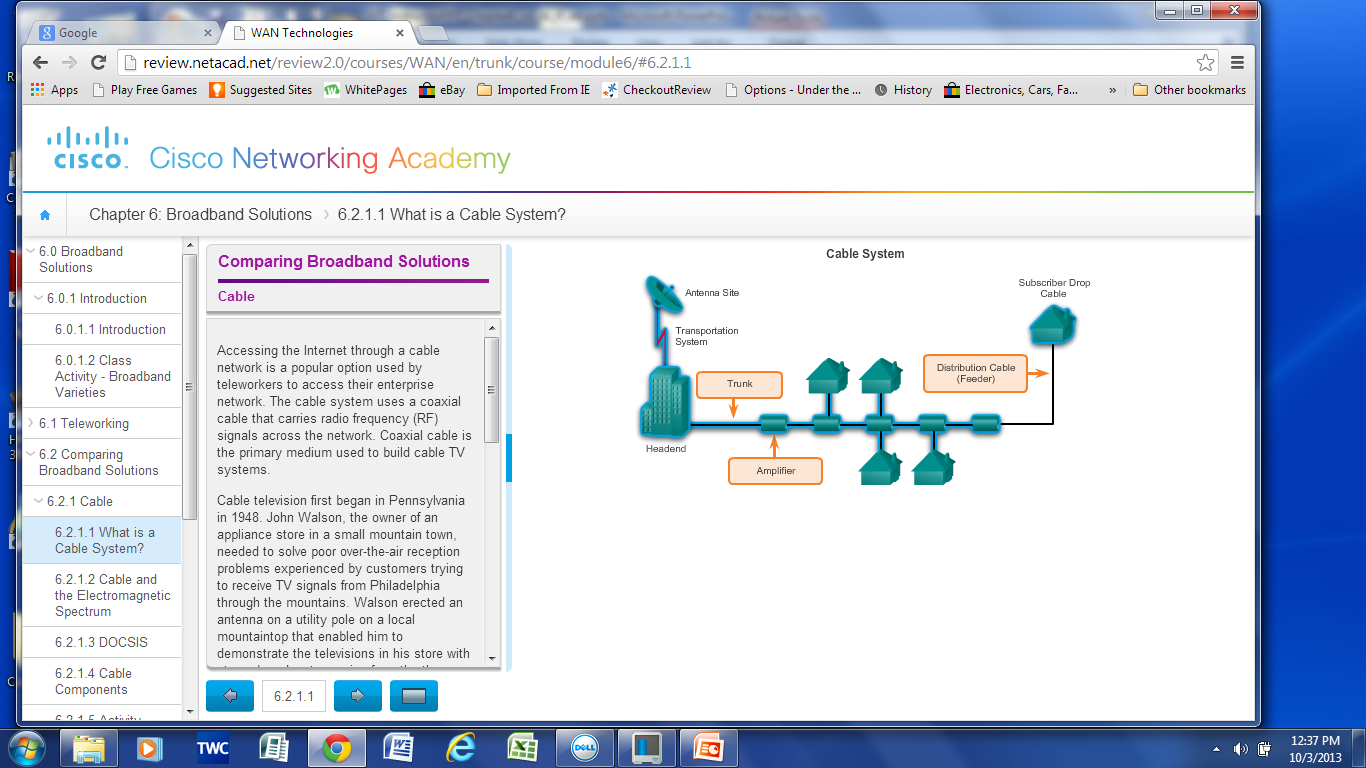 Google
WAN Technologies
review.netacad.net/review2.0/courses/WAN/en/trunk/course/module6/#6.2.1.1
Apps Play Free Games Suggested Sites WhitePages eBay Imported From IE CheckoutReview Options - Under the ... History Electronics, Cars, Fa... » Other bookmarks
CISCO Cisco Networking Academy
Chapter 6: Broadband Solutions > 6.2.1.1 What is a Cable System?
6.0 Broadband
Solutions
6.0.1 Introduction
6.0.1.1 Introduction
6.0.1.2 Class
Activity - Broadband
Varieties
6.1 Teleworking
6.2 Comparing
Broadband Solutions
6.2.1 Cable
6.2.1.1 What is a
Cable System?
6.2.1.2 Cable and
the Electromagnetic
Spectrum
6.2.1.3 DOCSIS
6.2.1.4 Cable
Components
6.2.1.5 Activity
Comparing Broadband Solutions
Cable
Accessing the Internet through a cable
network is a popular option used by
teleworkers to access their enterprise
network. The cable system uses a coaxial
cable that carries radio frequency (RF)
signals across the network. Coaxial cable is
the primary medium used to build cable TV
systems.
Cable television first began in Pennsylvania
in 1948. John Walson, the owner of an
appliance store in a small mountain town,
needed to solve poor over-the-air reception
problems experienced by customers trying
to receive TV signals from Philadelphia
through the mountains. Walson erected an
antenna on a utility pole on a local
mountaintop that enabled him to
demonstrate the televisions in his store with
6.2.1.1
Cable System
Antenna Site
Transportation
System
Headend
Trunk
Amplifier
Distribution Cable
(Feeder)
Subscriber Drop
Cable
TWC
DELL
12:37 PM
10/3/2013